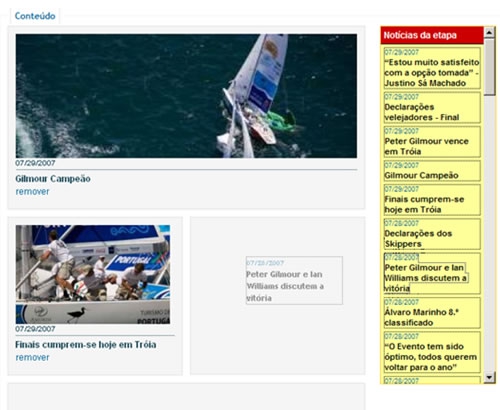 Conteúdo
07/29/2007
Gilmour Campeão
remover
PORTUGAL
TURISMO DE
PORTUGAL
07/29/2007
Finais cumprem-se hoje em Tróia
remover
07/28/2007
Peter Gilmour e Ian
Williams discutem a
vitória
Notícias da etapa
07/29/2007
“Estou muito satisfeito
com a opção tomada” -
Justino Sá Machado
07/29/2007
Declarações
velejadores - Final
07/29/2007
Peter Gilmour vence
em Tróia
07/29/2007
Gilmour Campeão
07/29/2007
Finais cumprem-se
hoje em Tróia
07/28/2007
Declarações dos
Skippers
07/28/2007
Peter Gilmour e Ian
Williams discutem a
vitória
07/28/2007
Álvaro Marinho 8.º
classificado
07/28/2007
“O Evento tem sido
óptimo, todos querem
voltar para o ano”
07/28/2007